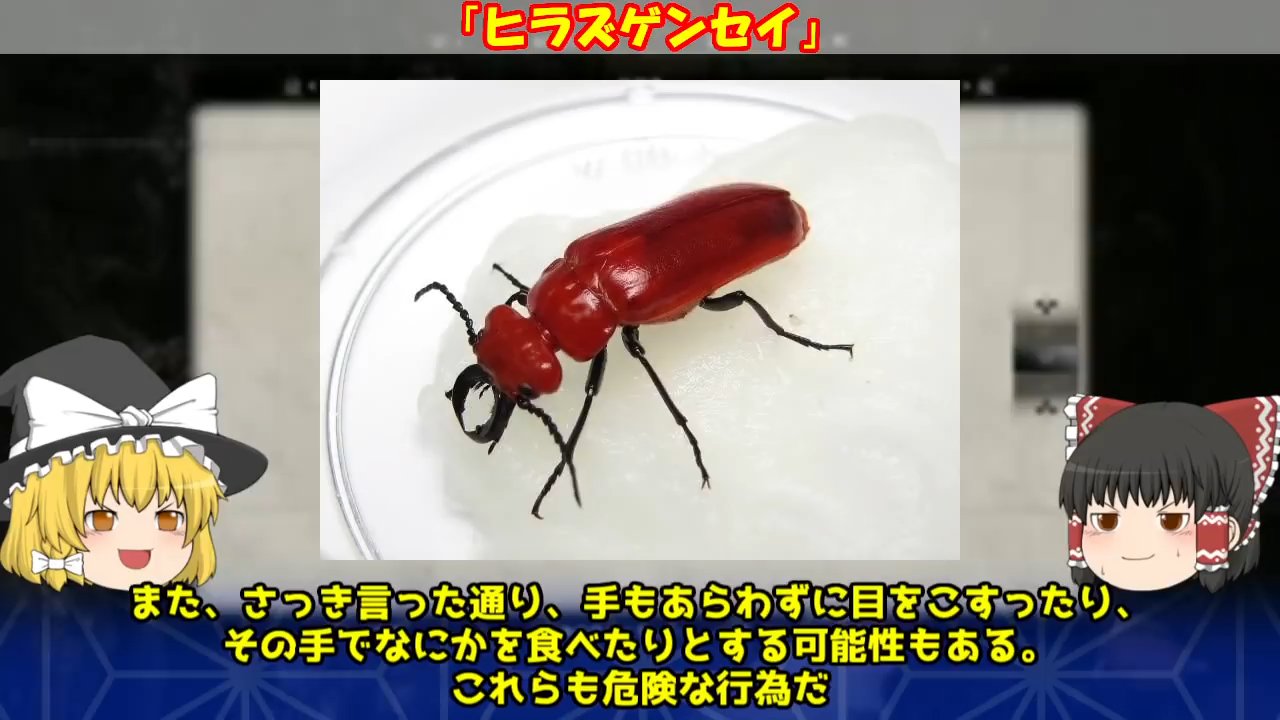 「ヒラズゲンセイ」
また、さっき言った通り、手もあらわずに目をこすったり、
その手でなにかを食べたりとする可能性もある。
これらも危険な行為だ